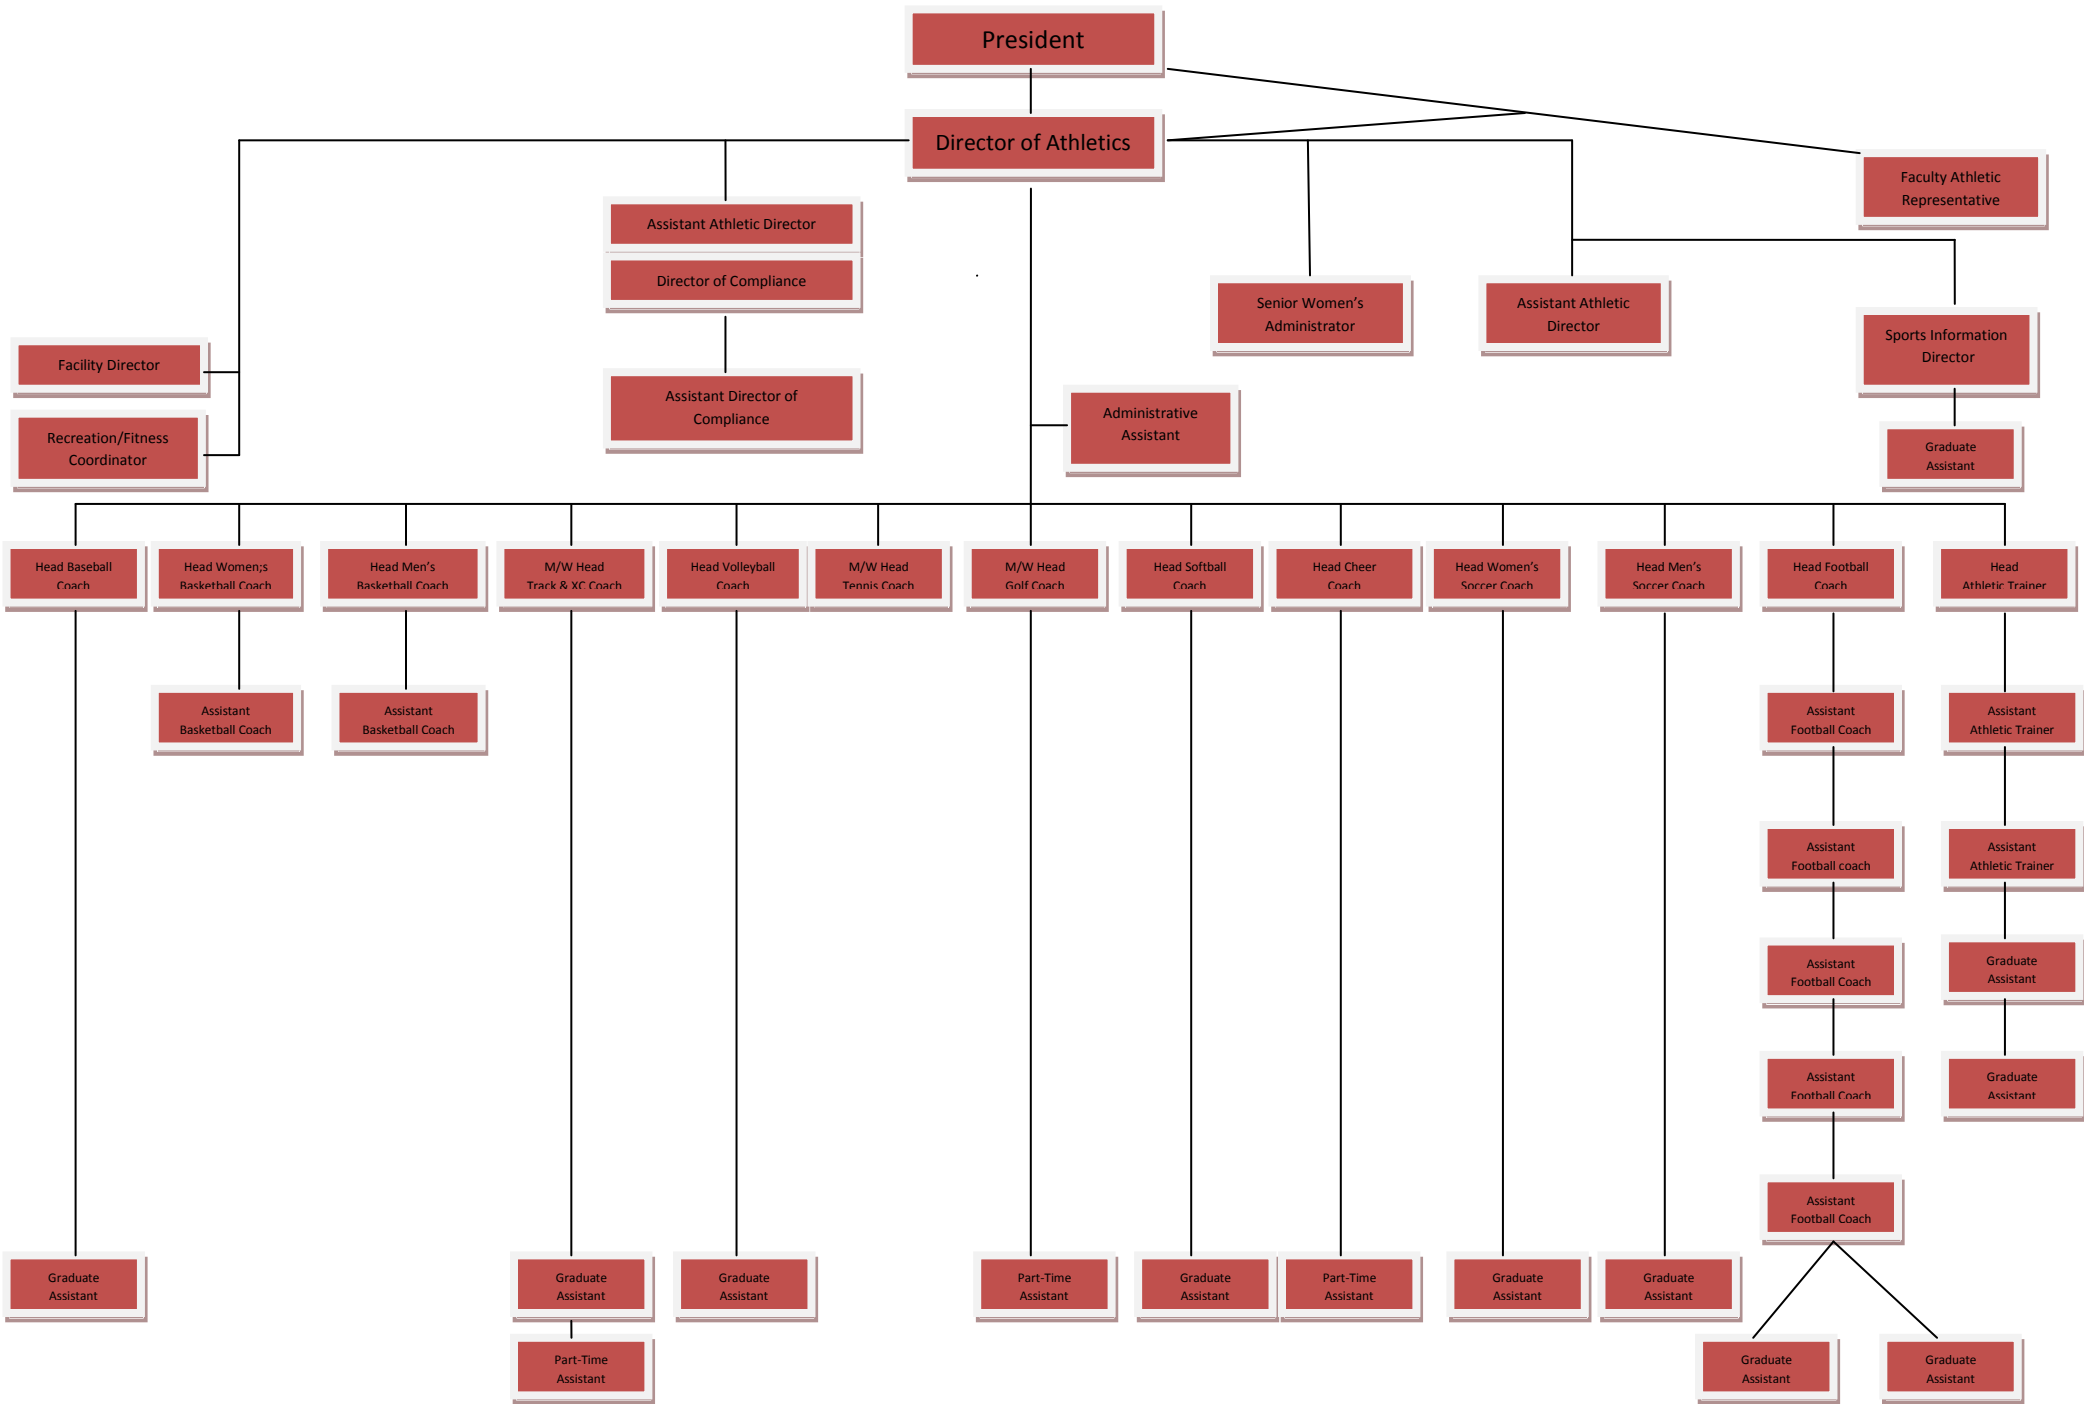 President
Director of Athletics
Faculty Athletic
Representative
Assistant Athletic Director
Director of Compliance
Senior Women's
Administrator
Assistant Athletic
Director
Sports Information
Director
Facility Director
Assistant Director of
Compliance
Administrative
Assistant
Recreation/Fitness
Coordinator
Graduate
Assistant
Head Baseball
Coach
Head Women;s
Basketball Coach
Head Men's
Basketball Coach
M/W Head
Track & XC Coach
Head Volleyball
Coach
M/W Head
Tennis Coach
M/W Head
Golf Coach
Head Softball
Coach
Head Cheer
Coach
Head Women's
Soccer Coach
Head Men's
Soccer Coach
Head Football
Coach
Head
Athletic Trainer
Assistant
Basketball Coach
Assistant
Basketball Coach
Assistant
Football Coach
Assistant
Athletic Trainer
Assistant
Football coach
Assistant
Athletic Trainer
Assistant
Football Coach
Graduate
Assistant
Assistant
Football Coach
Graduate
Assistant
Assistant
Football Coach
Graduate
Assistant
Graduate
Assistant
Graduate
Assistant
Part-Time
Assistant
Graduate
Assistant
Part-Time
Assistant
Graduate
Assistant
Graduate
Assistant
Part-Time
Assistant
Graduate
Assistant
Graduate
Assistant